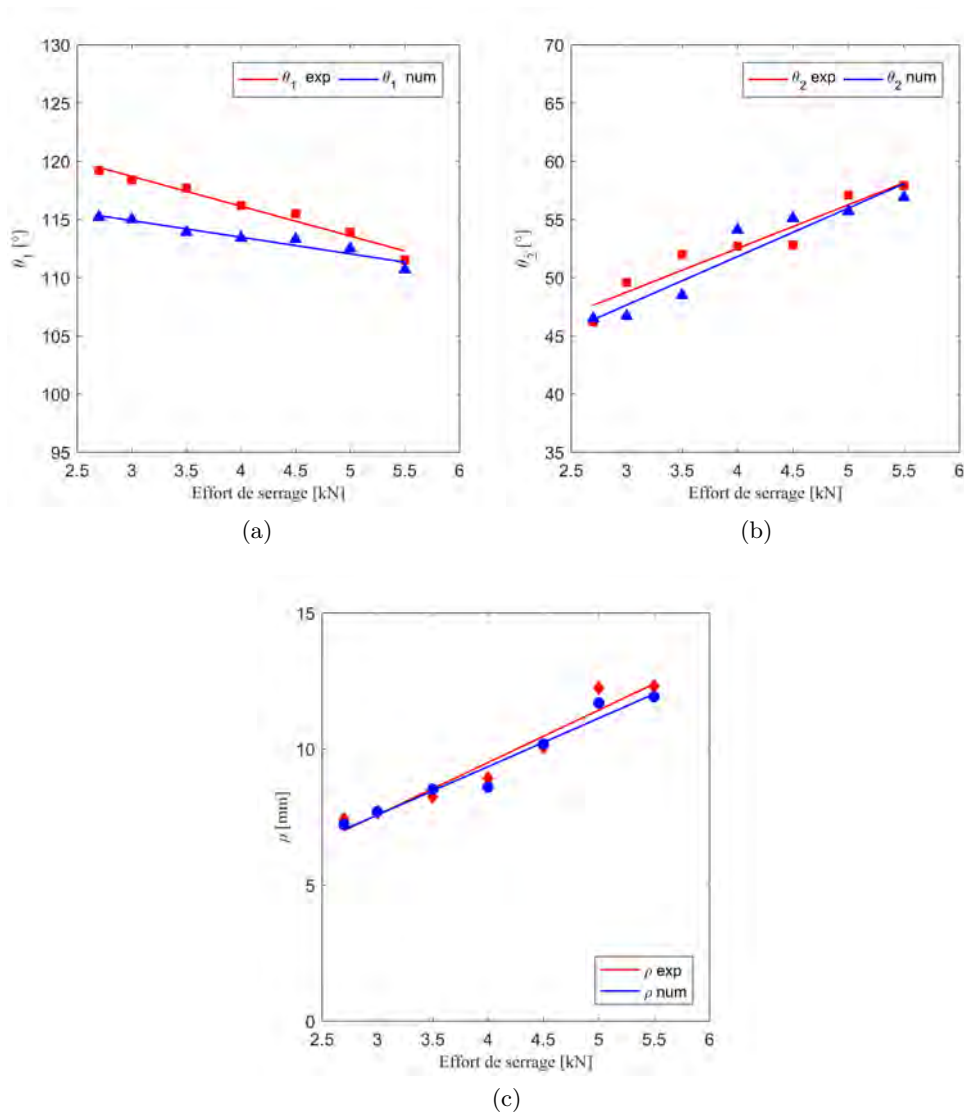 130
125
120
115
110
105
100
95
θ1 [°]
θ1 exp θ1 num
2.5 3 3.5 4 4.5 5 5.5 6
Effort de serrage [kN]
(a)
70
65
60
55
50
45
40
35
θ2 [°]
θ2 exp θ2 num
2.5 3 3.5 4 4.5 5 5.5 6
Effort de serrage [kN]
(b)
15
10
5
0
ρ [mm]
ρ exp
ρ num
2.5 3 3.5 4 4.5 5 5.5 6
Effort de serrage [kN]
(c)